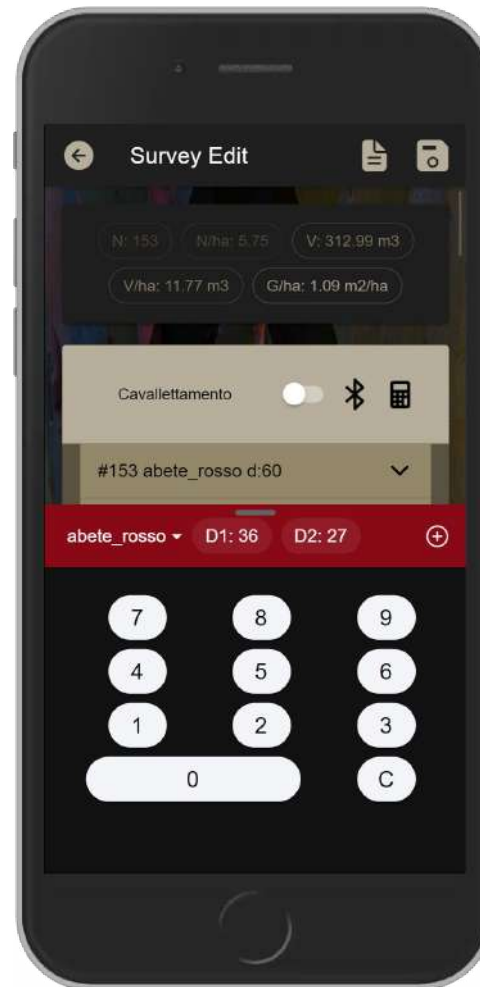 Survey Edit
N: 153 N/ha: 5.75 V: 312.99 m3
V/ha: 11.77 m3 G/ha: 1.09 m2/ha
Cavallettamento
#153 abete_rosso d:60
abete_rosso D1: 36 D2: 27
7 8 9
4 5 6
1 2 3
0 C